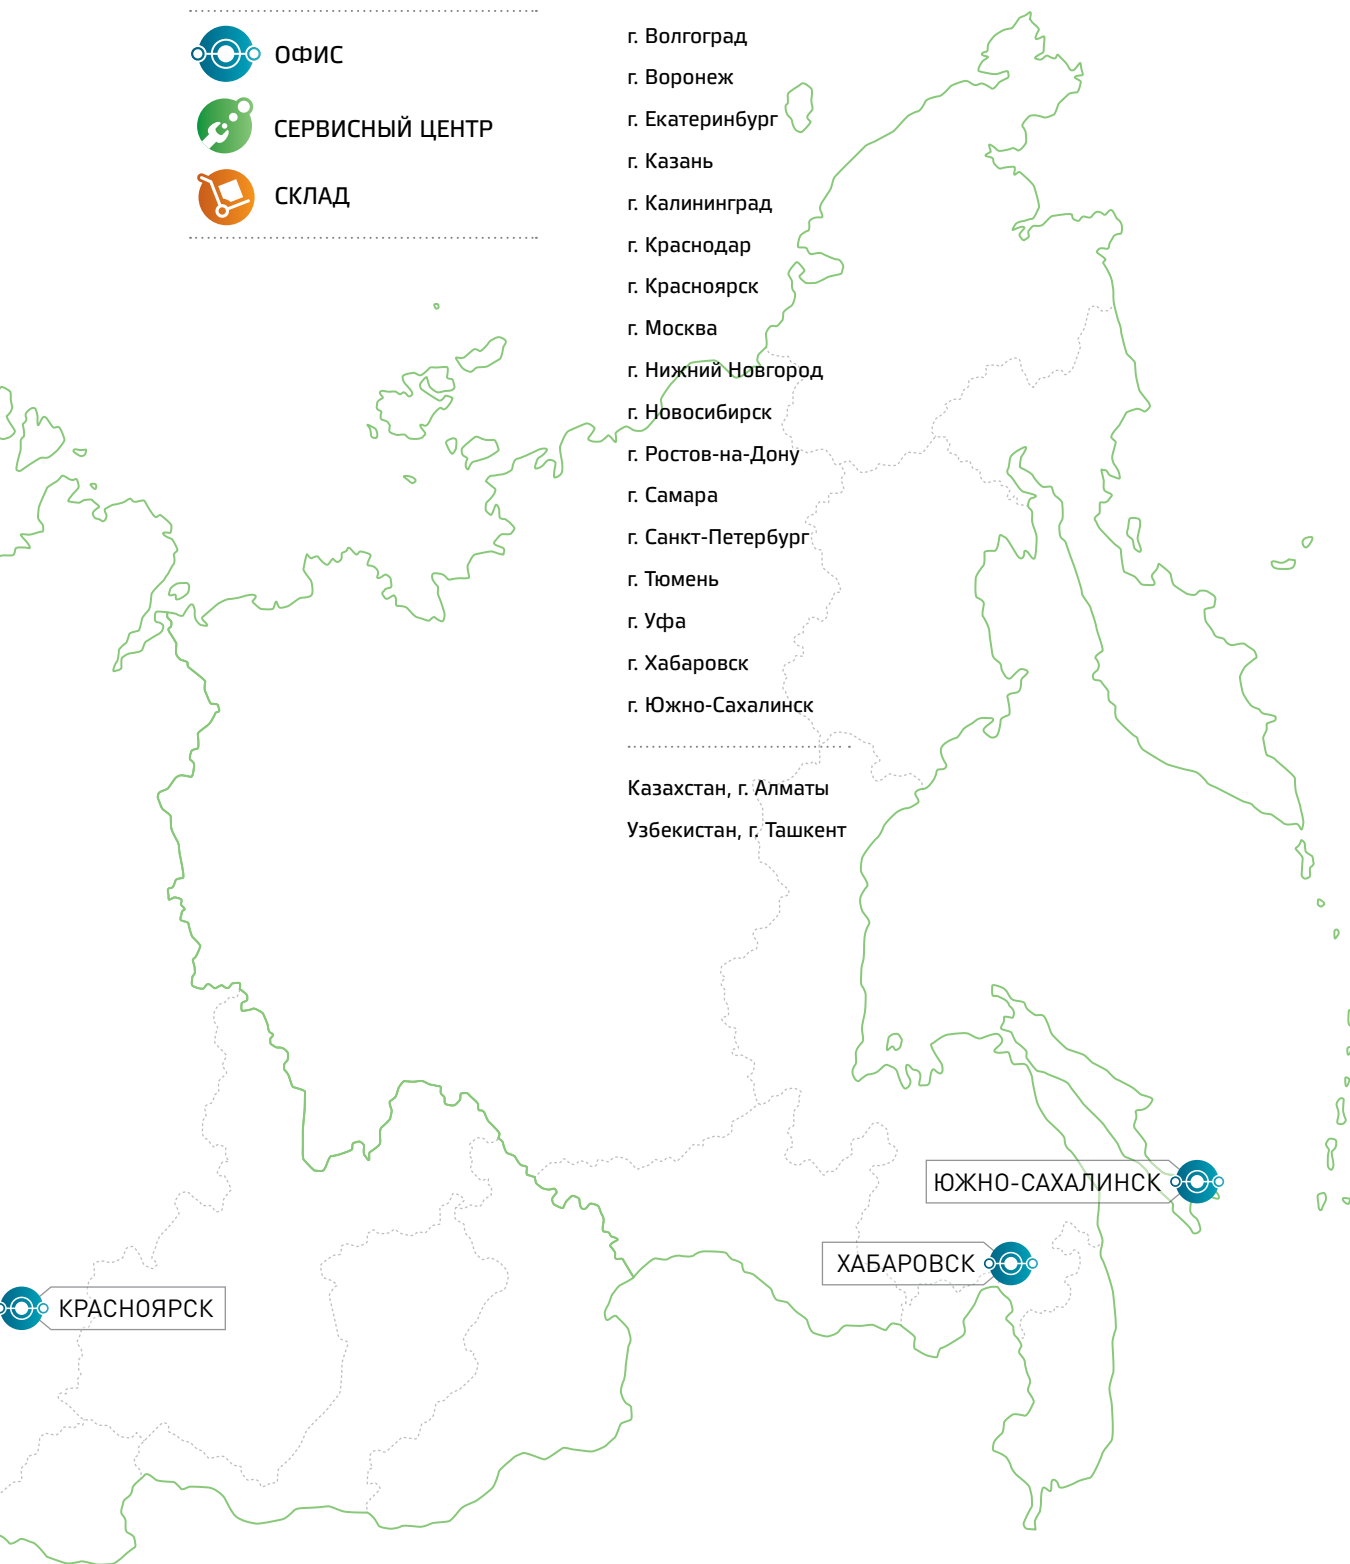 ОФИС
СЕРВИСНЫЙ ЦЕНТР
СКЛАД
г. Волгоград
г. Воронеж
г. Екатеринбург
г. Казань
г. Калининград
г. Краснодар
г. Красноярск
г. Москва
г. Нижний Новгород
г. Новосибирск
г. Ростов-на-Дону
г. Самара
г. Санкт-Петербург
г. Тюмень
г. Уфа
г. Хабаровск
г. Южно-Сахалинск
Казахстан, г. Алматы
Узбекистан, г. Ташкент
ЮЖНО-САХАЛИНСК
ХАБАРОВСК
КРАСНОЯРСК